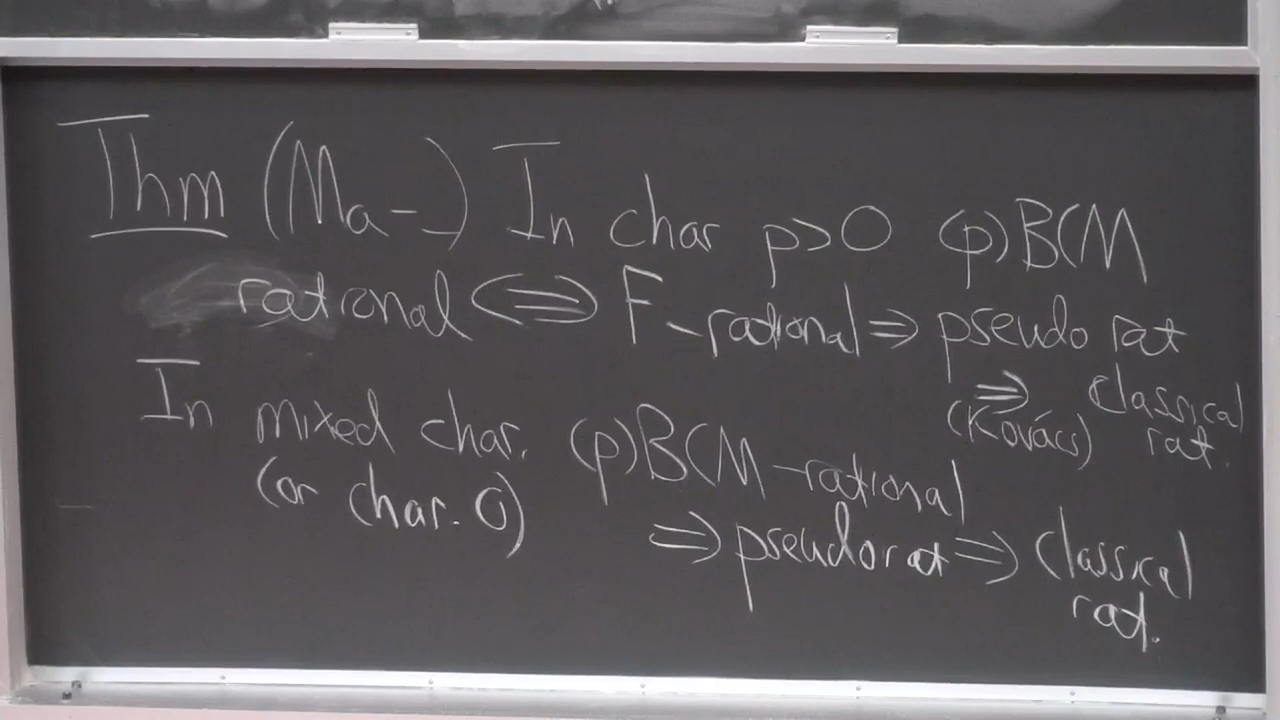 Thm (Ma-_) In char p>0 (p)BCM
rational ⇔ F-rational ⇒ pseudo rat
⇒ classical
(Kovács) rat.
In mixed char. (p)BCM-rational
(or char. 0)
⇒ pseudorat ⇒ classical
rat.